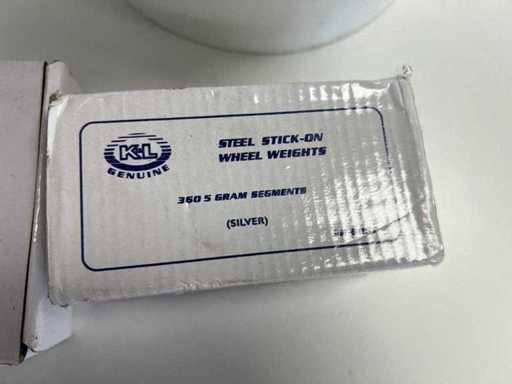 K&L
GENUINE
STEEL STICK-ON
WHEEL WEIGHTS
360 5 GRAM SEGMENTS
(SILVER)